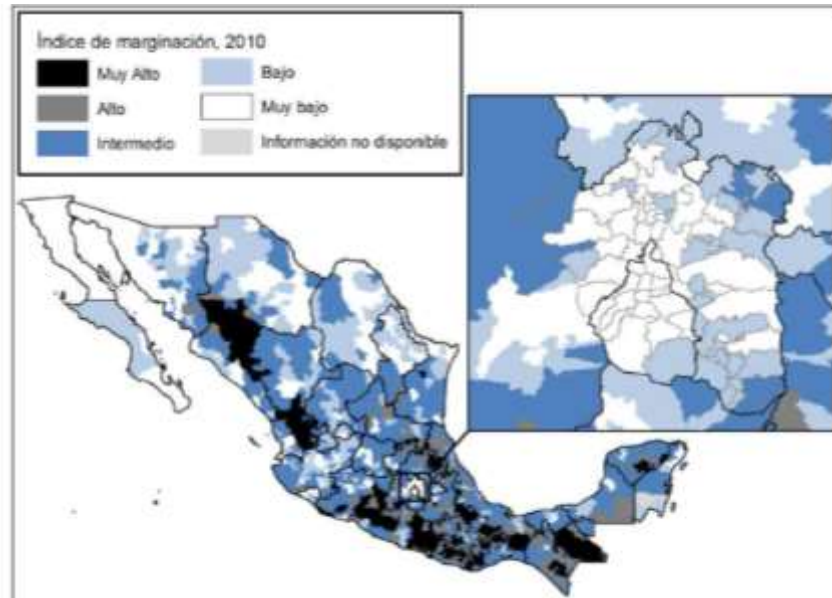 Índice de marginación, 2010
Muy Alto
Alto
Intermedio
Bajo
Muy bajo
Información no disponible